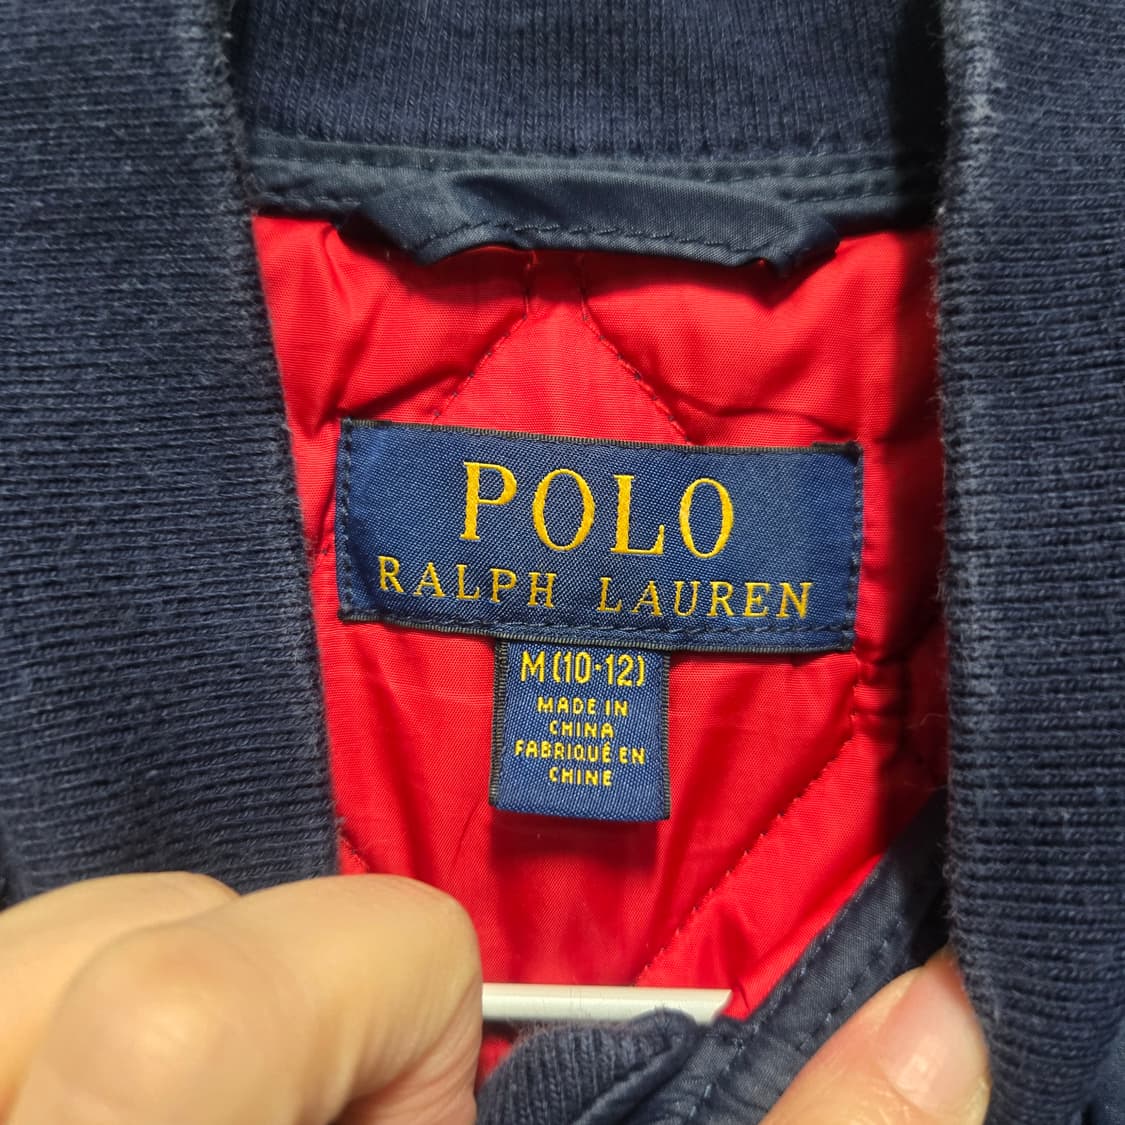 POLO
RALPH LAUREN
M(10-12)
MADE IN
CHINA
FABRIQUÉ EN
CHINE